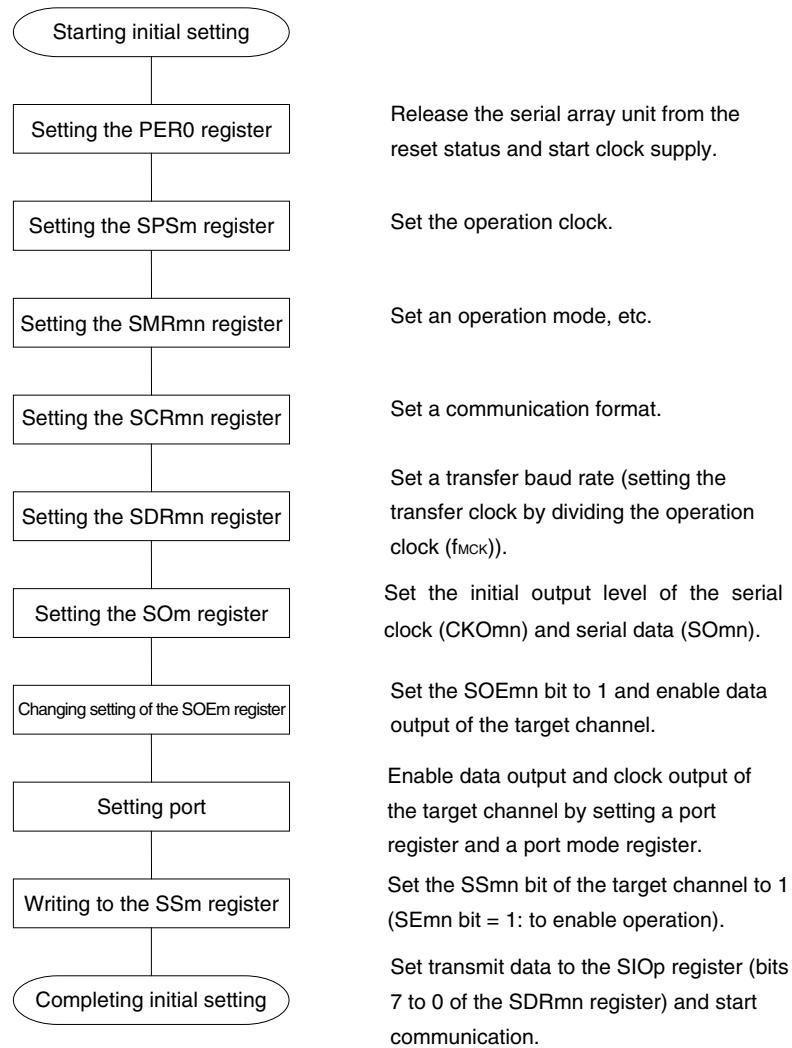 Starting initial setting
Setting the PER0 register
Release the serial array unit from the
reset status and start clock supply.
Setting the SPSm register
Set the operation clock.
Setting the SMRmn register
Set an operation mode, etc.
Setting the SCRmn register
Set a communication format.
Setting the SDRmn register
Set a transfer baud rate (setting the
transfer clock by dividing the operation
clock (fMCK)).
Setting the SOm register
Set the initial output level of the serial
clock (CKOmn) and serial data (SOmn).
Changing setting of the SOEm register
Set the SOEmn bit to 1 and enable data
output of the target channel.
Setting port
Enable data output and clock output of
the target channel by setting a port
register and a port mode register.
Writing to the SSm register
Set the SSmn bit of the target channel to 1
(SEmn bit = 1: to enable operation).
Completing initial setting
Set transmit data to the SIOp register (bits
7 to 0 of the SDRmn register) and start
communication.